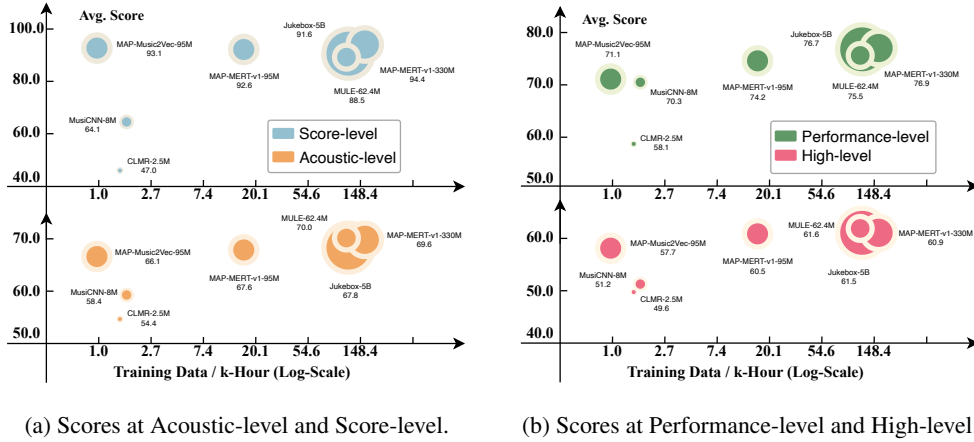 Avg. Score
100.0
80.0
60.0
40.0
MAP-Music2Vec-95M
93.1
MAP-MERT-v1-95M
92.6
Jukebox-5B
91.6
MAP-MERT-v1-330M
94.4
MULE-62.4M
88.5
MusiCNN-8M
64.1
CLMR-2.5M
47.0
Score-level
Acoustic-level
1.0 2.7 7.4 20.1 54.6 148.4
70.0
60.0
50.0
MAP-Music2Vec-95M
66.1
MusiCNN-8M
58.4
CLMR-2.5M
54.4
MAP-MERT-v1-95M
67.6
MULE-62.4M
70.0
MAP-MERT-v1-330M
69.6
Jukebox-5B
67.8
1.0 2.7 7.4 20.1 54.6 148.4
Training Data / k-Hour (Log-Scale)
(a) Scores at Acoustic-level and Score-level.
Avg. Score
80.0
70.0
60.0
50.0
MAP-Music2Vec-95M
71.1
MusiCNN-8M
70.3
CLMR-2.5M
58.1
MAP-MERT-v1-95M
74.2
Jukebox-5B
76.7
MAP-MERT-v1-330M
76.9
MULE-62.4M
75.5
Performance-level
High-level
1.0 2.7 7.4 20.1 54.6 148.4
60.0
50.0
40.0
MAP-Music2Vec-95M
57.7
MusiCNN-8M
51.2
CLMR-2.5M
49.6
MAP-MERT-v1-95M
60.5
MULE-62.4M
61.6
MAP-MERT-v1-330M
60.9
Jukebox-5B
61.5
1.0 2.7 7.4 20.1 54.6 148.4
Training Data / k-Hour (Log-Scale)
(b) Scores at Performance-level and High-level